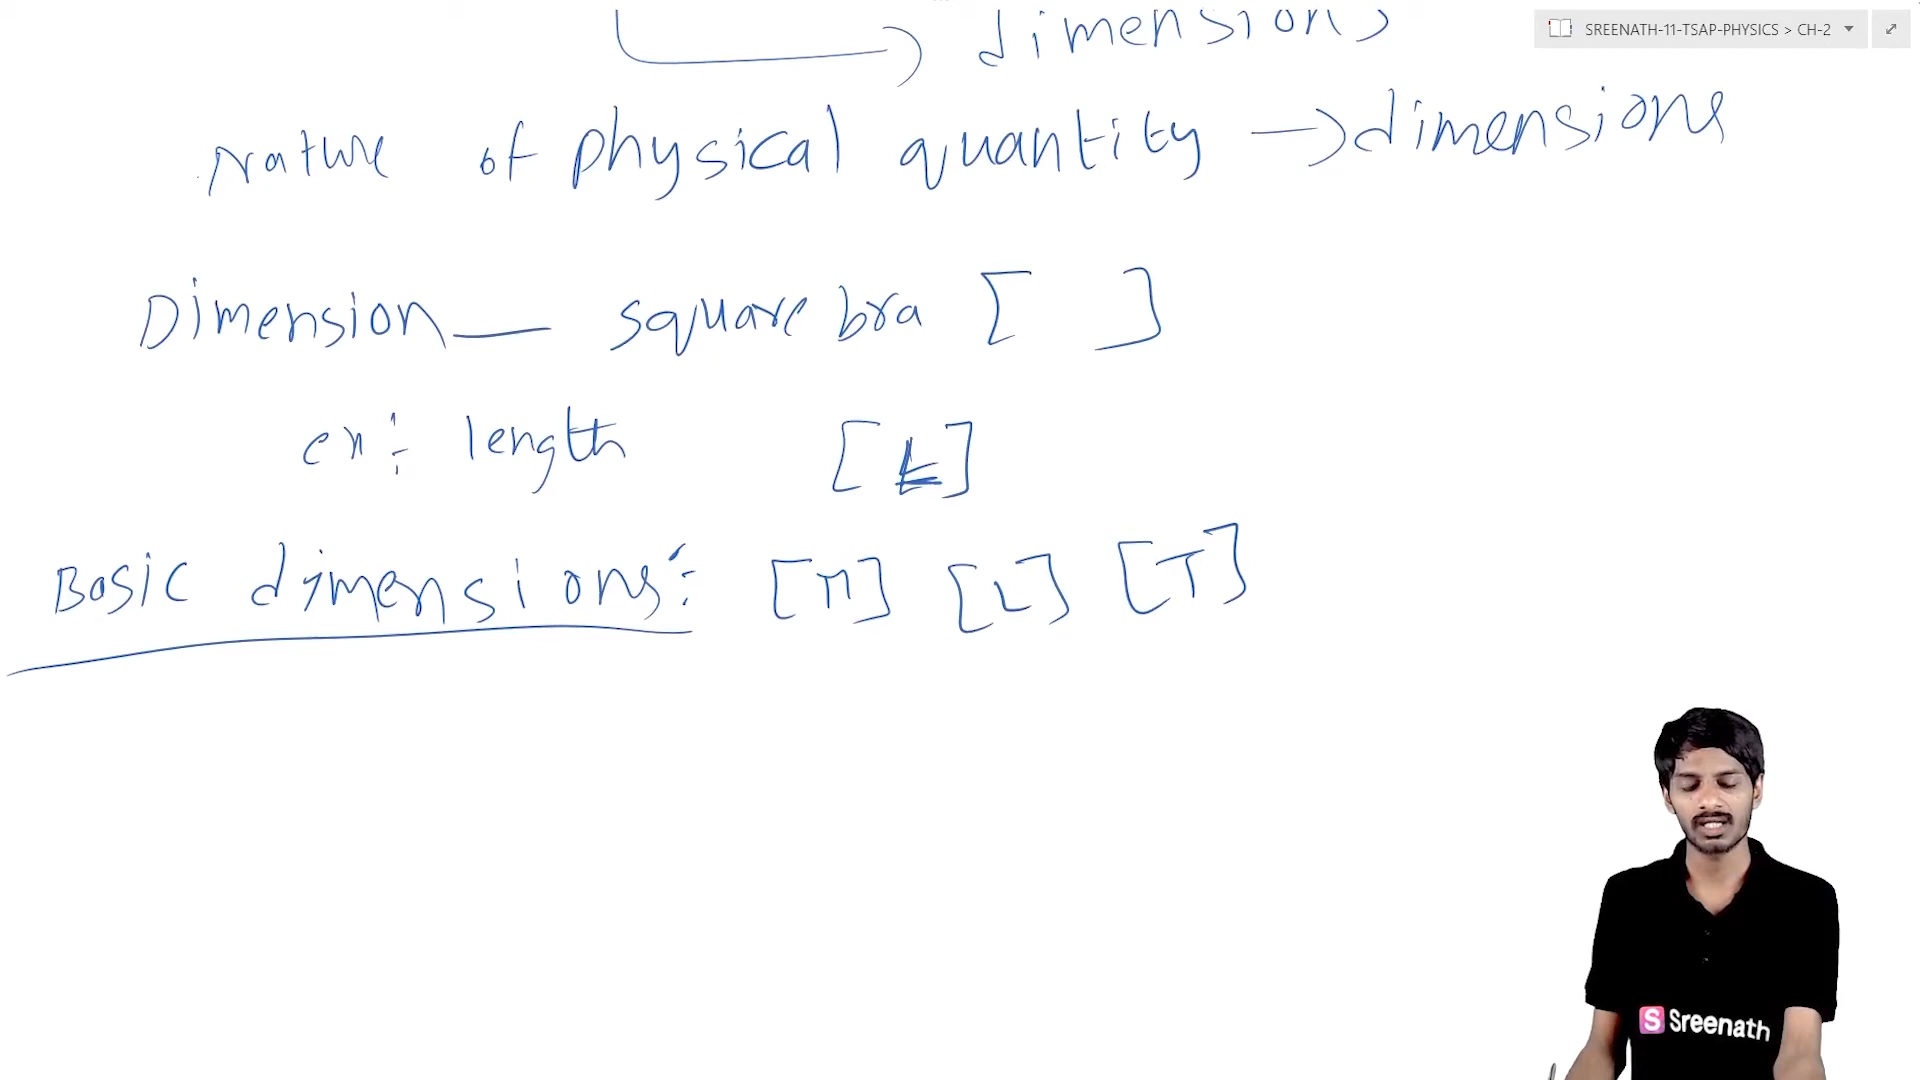 dimensions
SREENATH-11-TSAP-PHYSICS > CH-2
Nature of physical quantity → dimensions
Dimension — square bra [ ]
ex: length [L]
Basic dimensions: [M] [L] [T]
S Sreenath